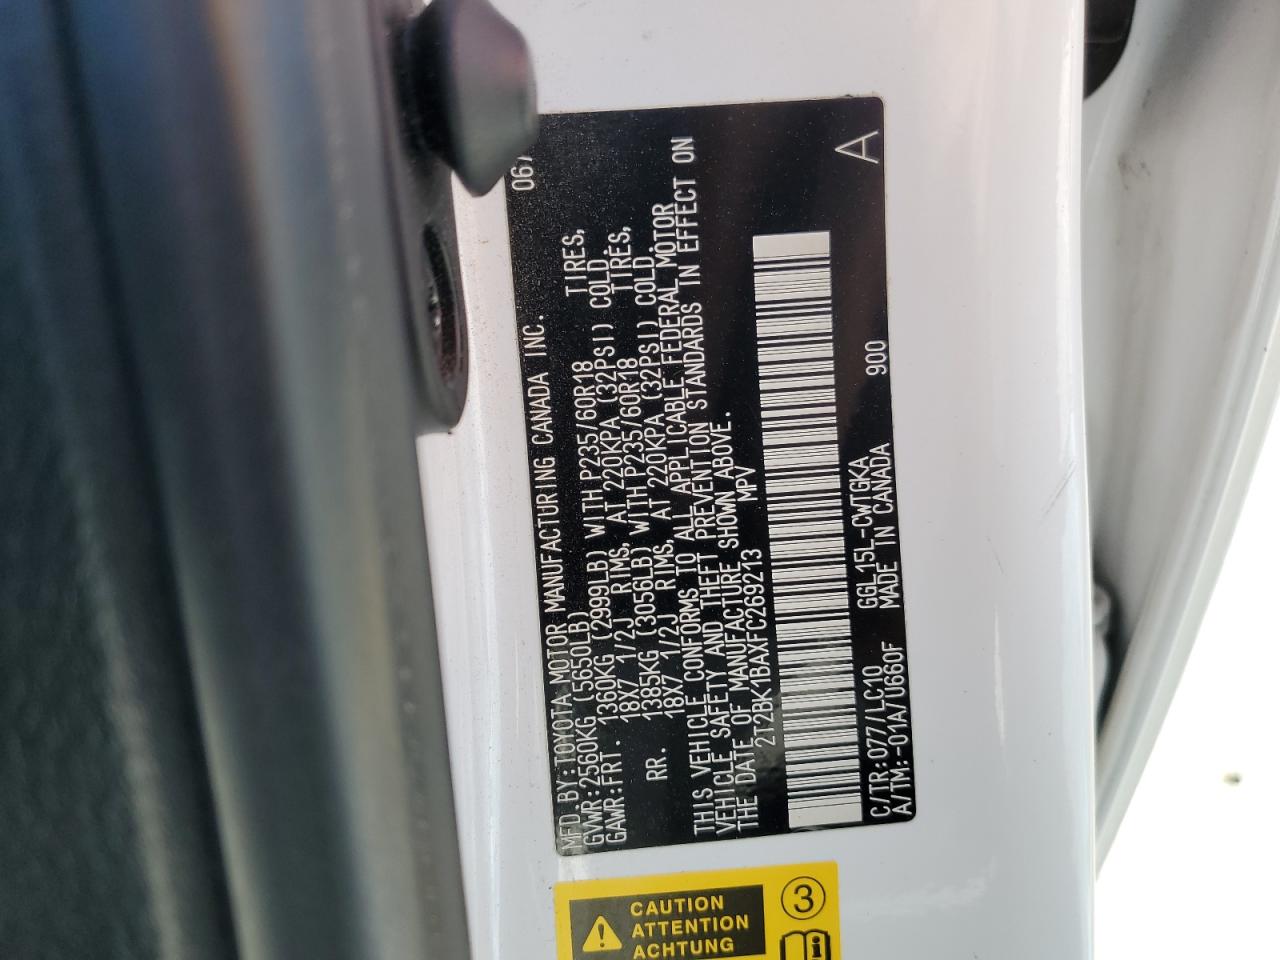 MFD.BY:TOYOTA MOTOR MANUFACTURING CANADA INC. 06/
GVWR:2560KG (5650LB)
GAWR:FRT. 1360KG (2999LB) WITH P235/60R18 TIRES,
18X7 1/2J RIMS, AT 220KPA (32PSI) COLD.
RR. 1385KG (3056LB) WITH P235/60R18 TIRES,
18X7 1/2J RIMS, AT 220KPA (32PSI) COLD.
THIS VEHICLE CONFORMS TO ALL APPLICABLE FEDERAL MOTOR
VEHICLE SAFETY AND THEFT PREVENTION STANDARDS IN EFFECT ON
THE DATE OF MANUFACTURE SHOWN ABOVE.
2T2BK1BAXFC269213 MPV
A
C/TR:077/LC10 GGL15L-CWTGKA 900
A/TM:-01A/U660F MADE IN CANADA
CAUTION
ATTENTION
ACHTUNG
3
i